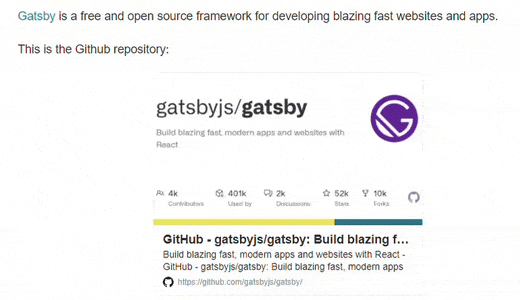 Gatsby is a free and open source framework for developing blazing fast websites and apps.
This is the Github repository:
gatsbyjs/gatsby
Build blazing fast, modern apps and websites with
React
4k
Contributors
401k
Used by
2k
Discussions
52k
Stars
10k
Forks
GitHub - gatsbyjs/gatsby: Build blazing f...
Build blazing fast, modern apps and websites with React -
GitHub - gatsbyjs/gatsby: Build blazing fast, modern apps
https://github.com/gatsbyjs/gatsby/